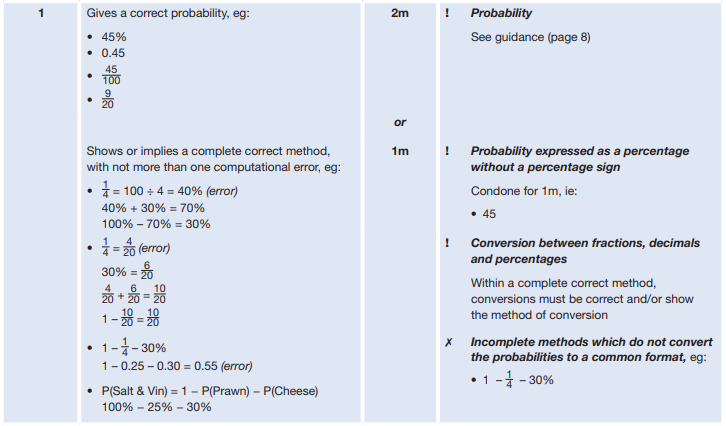 1
Gives a correct probability, eg:
• 45%
• 0.45
• 45/100
• 9/20
2m
! Probability
See guidance (page 8)
or
Shows or implies a complete correct method,
with not more than one computational error, eg:
• 1/4 = 100 ÷ 4 = 40% (error)
40% + 30% = 70%
100% – 70% = 30%
• 1/4 = 4/20 (error)
30% = 6/20
4/20 + 6/20 = 10/20
1 – 10/20 = 10/20
• 1 – 1/4 – 30%
1 – 0.25 – 0.30 = 0.55 (error)
• P(Salt & Vin) = 1 – P(Prawn) – P(Cheese)
100% – 25% – 30%
1m
! Probability expressed as a percentage
without a percentage sign
Condone for 1m, ie:
• 45
! Conversion between fractions, decimals
and percentages
Within a complete correct method,
conversions must be correct and/or show
the method of conversion
✗ Incomplete methods which do not convert
the probabilities to a common format, eg:
• 1 – 1/4 – 30%